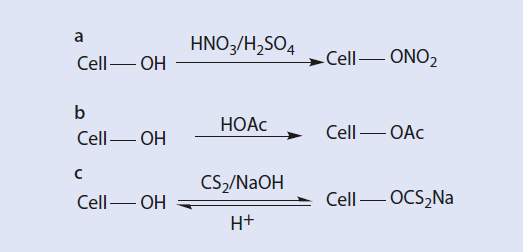 a
HNO₃/H₂SO₄
Cell — OH Cell — ONO₂
b
HOAc
Cell — OH Cell — OAc
c
CS₂/NaOH
Cell — OH Cell — OCS₂Na
H+